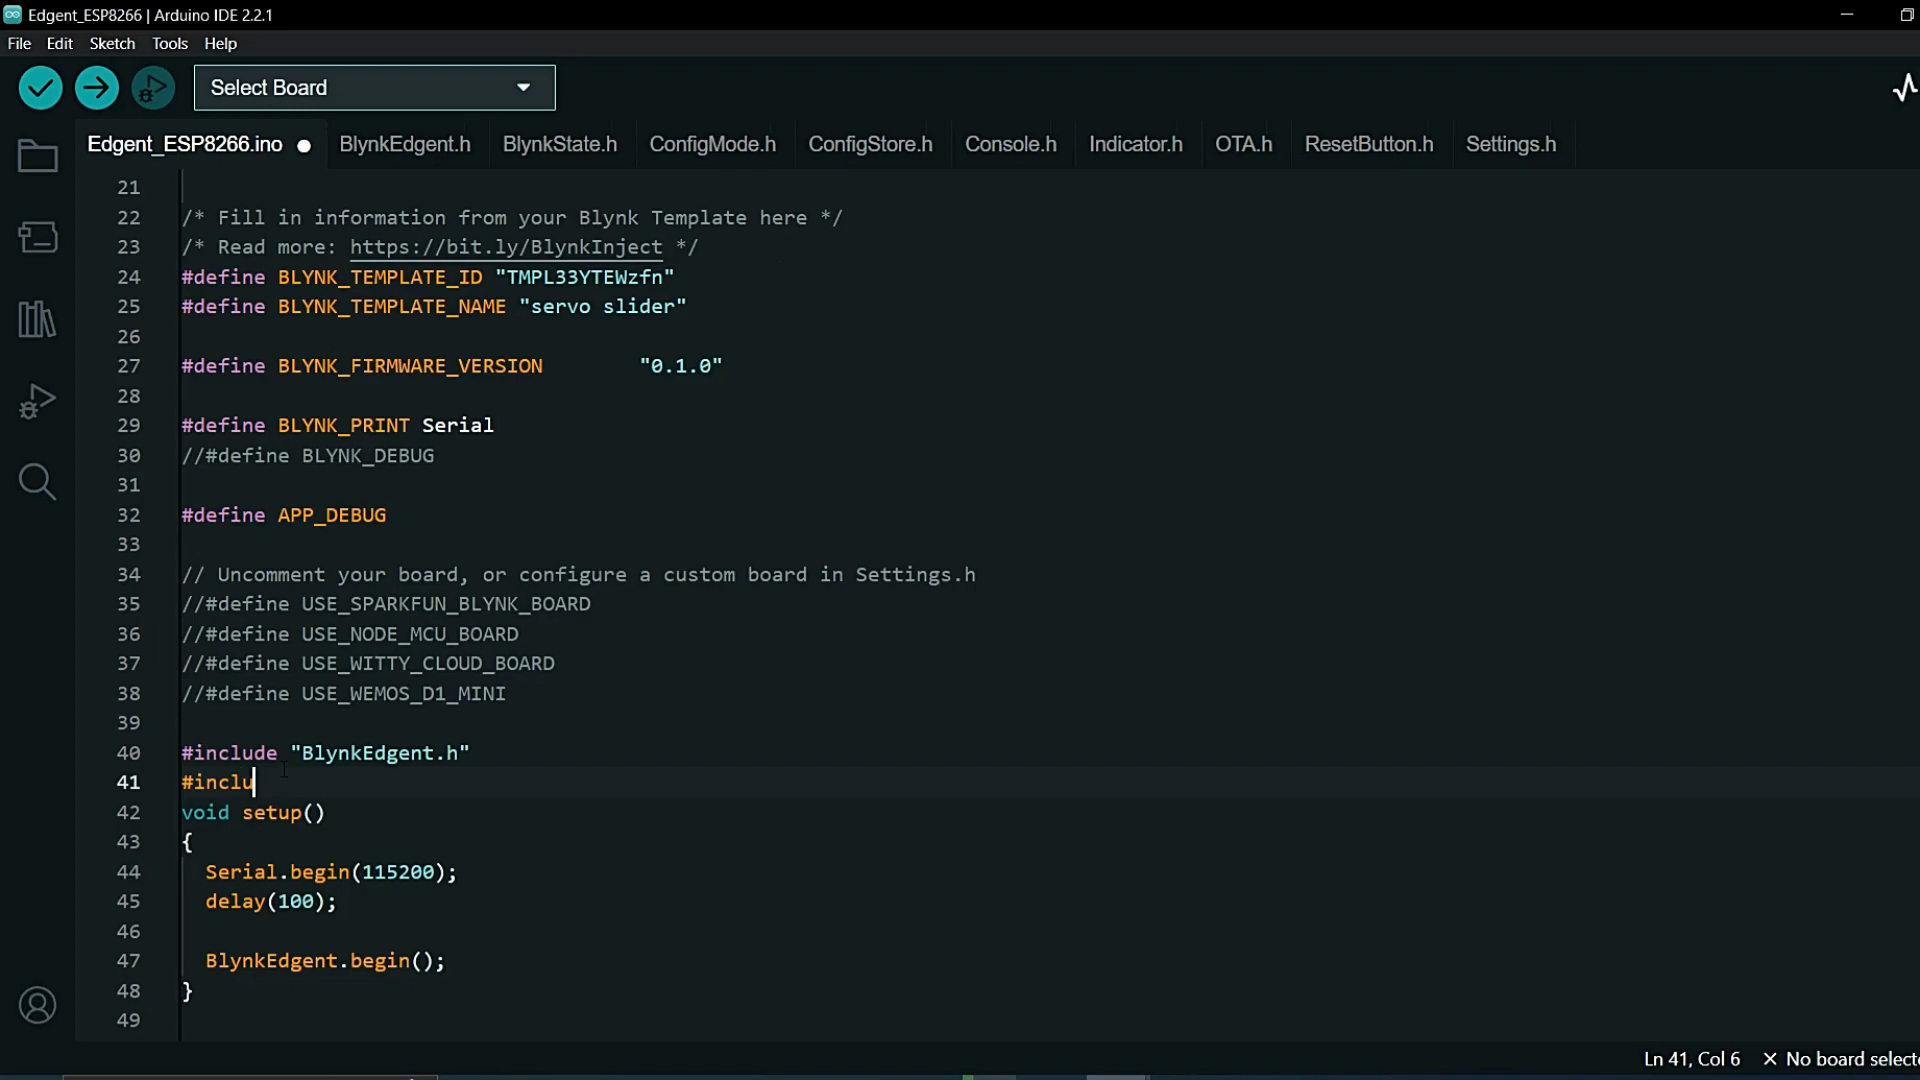 Edgent_ESP8266 | Arduino IDE 2.2.1
File Edit Sketch Tools Help
Select Board
Edgent_ESP8266.ino BlynkEdgent.h BlynkState.h ConfigMode.h ConfigStore.h Console.h Indicator.h OTA.h ResetButton.h Settings.h
21
22 /* Fill in information from your Blynk Template here */
23 /* Read more: https://bit.ly/BlynkInject */
24 #define BLYNK_TEMPLATE_ID "TMPL33YTEWzfn"
25 #define BLYNK_TEMPLATE_NAME "servo slider"
26
27 #define BLYNK_FIRMWARE_VERSION        "0.1.0"
28
29 #define BLYNK_PRINT Serial
30 //#define BLYNK_DEBUG
31
32 #define APP_DEBUG
33
34 // Uncomment your board, or configure a custom board in Settings.h
35 //#define USE_SPARKFUN_BLYNK_BOARD
36 //#define USE_NODE_MCU_BOARD
37 //#define USE_WITTY_CLOUD_BOARD
38 //#define USE_WEMOS_D1_MINI
39
40 #include "BlynkEdgent.h"
41 #inclu
42 void setup()
43 {
44   Serial.begin(115200);
45   delay(100);
46
47   BlynkEdgent.begin();
48 }
49
Ln 41, Col 6 No board select